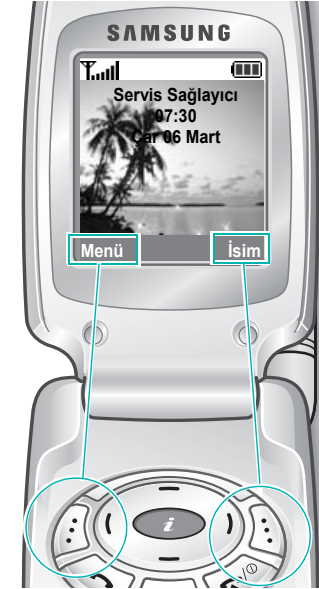 SAMSUNG
Servis Sağlayıcı
07:30
Çar 06 Mart
Menü İsim
i